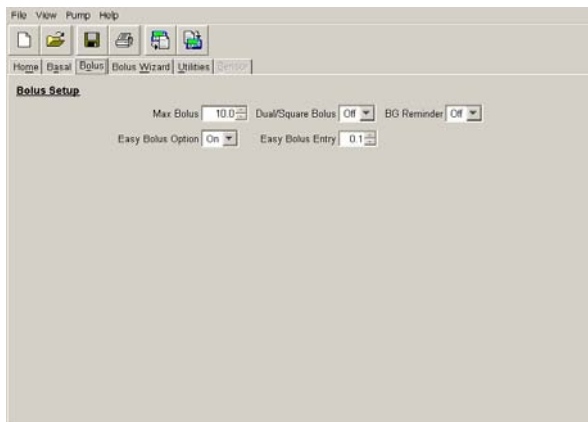 File View Pump Help
Home Basal Bolus Bolus Wizard Utilities Sensor
Bolus Setup
Max Bolus 10.0 Dual/Square Bolus Off BG Reminder Off
Easy Bolus Option On Easy Bolus Entry 0.1